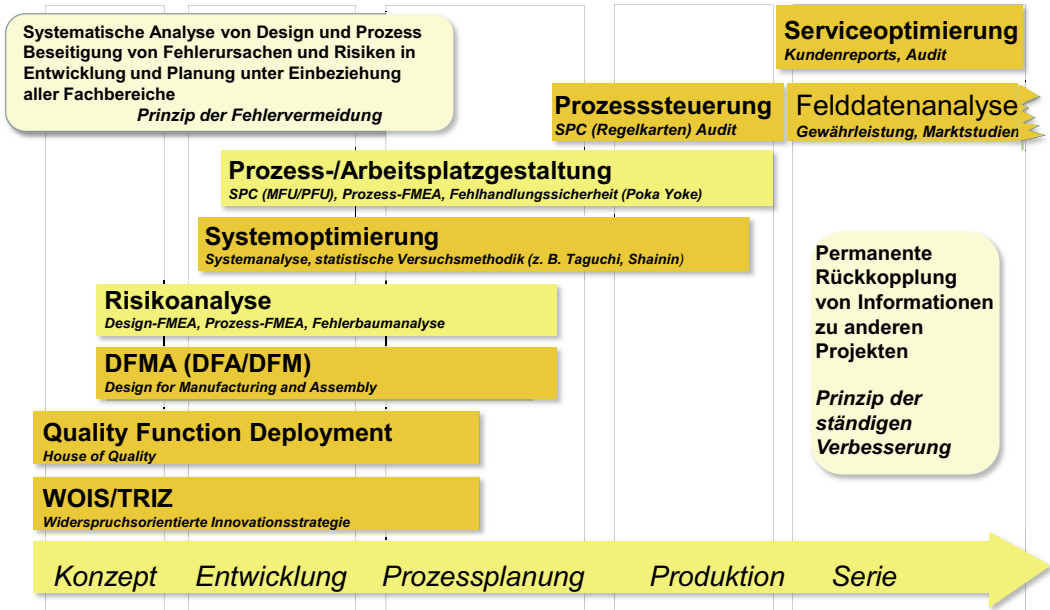 Systematische Analyse von Design und Prozess
Beseitigung von Fehlerursachen und Risiken in
Entwicklung und Planung unter Einbeziehung
aller Fachbereiche
Prinzip der Fehlervermeidung
Serviceoptimierung
Kundenreports, Audit
Prozesssteuerung
SPC (Regelkarten) Audit
Felddatenanalyse
Gewährleistung, Marktstudien
Prozess-/Arbeitsplatzgestaltung
SPC (MFU/PFU), Prozess-FMEA, Fehlhandlungssicherheit (Poka Yoke)
Systemoptimierung
Systemanalyse, statistische Versuchsmethodik (z. B. Taguchi, Shainin)
Risikoanalyse
Design-FMEA, Prozess-FMEA, Fehlerbaumanalyse
DFMA (DFA/DFM)
Design for Manufacturing and Assembly
Quality Function Deployment
House of Quality
WOIS/TRIZ
Widerspruchsorientierte Innovationsstrategie
Permanente
Rückkopplung
von Informationen
zu anderen
Projekten
Prinzip der
ständigen
Verbesserung
Konzept Entwicklung Prozessplanung Produktion Serie